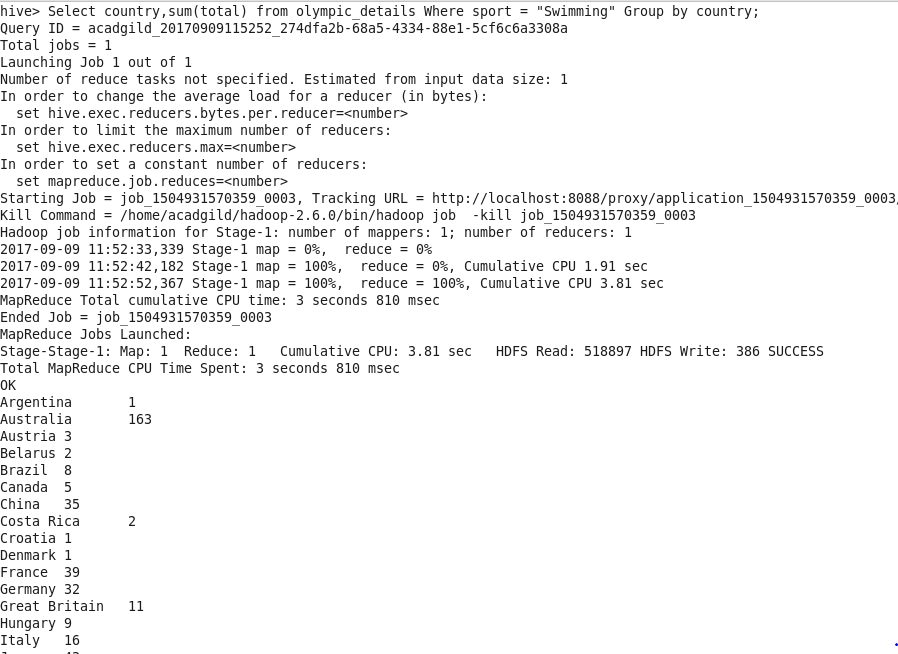 hive> Select country,sum(total) from olympic_details Where sport = "Swimming" Group by country;
Query ID = acadgild_20170909115252_274dfa2b-68a5-4334-88e1-5cf6c6a3308a
Total jobs = 1
Launching Job 1 out of 1
Number of reduce tasks not specified. Estimated from input data size: 1
In order to change the average load for a reducer (in bytes):
  set hive.exec.reducers.bytes.per.reducer=<number>
In order to limit the maximum number of reducers:
  set hive.exec.reducers.max=<number>
In order to set a constant number of reducers:
  set mapreduce.job.reduces=<number>
Starting Job = job_1504931570359_0003, Tracking URL = http://localhost:8088/proxy/application_1504931570359_0003/
Kill Command = /home/acadgild/hadoop-2.6.0/bin/hadoop job  -kill job_1504931570359_0003
Hadoop job information for Stage-1: number of mappers: 1; number of reducers: 1
2017-09-09 11:52:33,339 Stage-1 map = 0%,  reduce = 0%
2017-09-09 11:52:42,182 Stage-1 map = 100%,  reduce = 0%, Cumulative CPU 1.91 sec
2017-09-09 11:52:52,367 Stage-1 map = 100%,  reduce = 100%, Cumulative CPU 3.81 sec
MapReduce Total cumulative CPU time: 3 seconds 810 msec
Ended Job = job_1504931570359_0003
MapReduce Jobs Launched:
Stage-Stage-1: Map: 1  Reduce: 1   Cumulative CPU: 3.81 sec   HDFS Read: 518897 HDFS Write: 386 SUCCESS
Total MapReduce CPU Time Spent: 3 seconds 810 msec
OK
Argentina	1
Australia	163
Austria	3
Belarus	2
Brazil	8
Canada	5
China	35
Costa Rica	2
Croatia	1
Denmark	1
France	39
Germany	32
Great Britain	11
Hungary	9
Italy	16